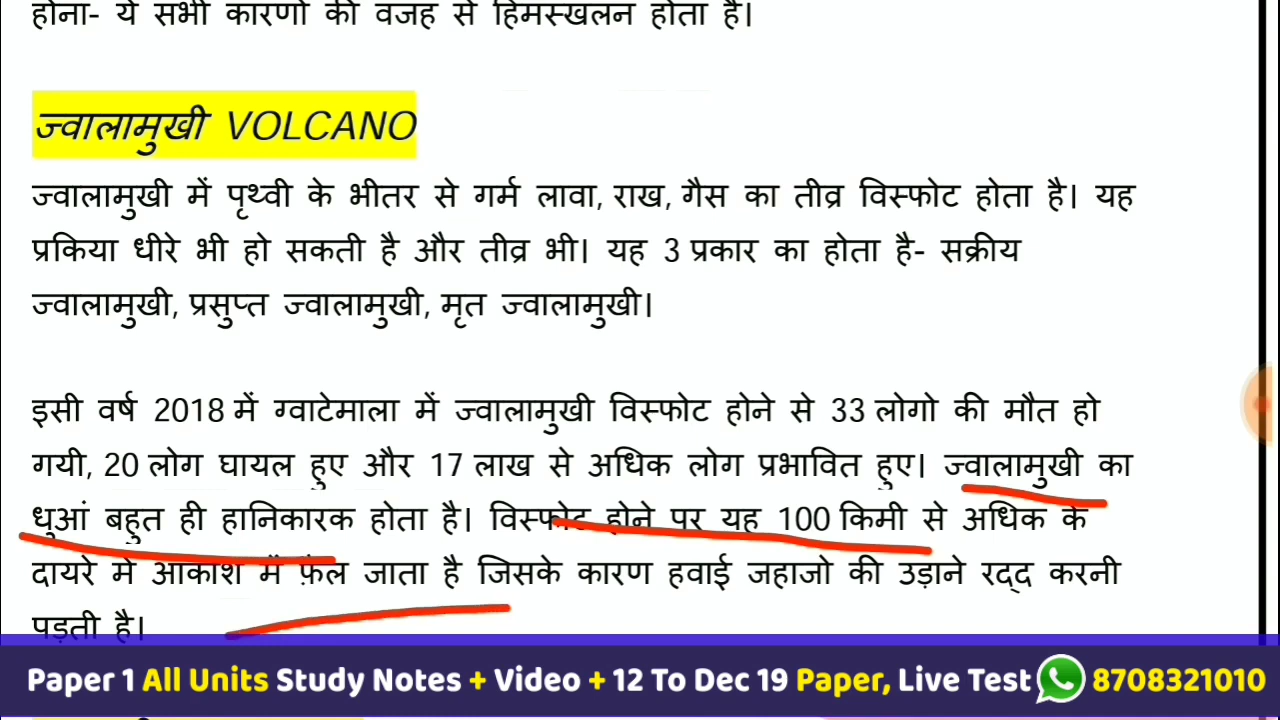 होना- ये सभी कारणों की वजह से हिमस्खलन होता है।
ज्वालामुखी VOLCANO
ज्वालामुखी में पृथ्वी के भीतर से गर्म लावा, राख, गैस का तीव्र विस्फोट होता है। यह
प्रकिया धीरे भी हो सकती है और तीव्र भी। यह 3 प्रकार का होता है- सक्रीय
ज्वालामुखी, प्रसुप्त ज्वालामुखी, मृत ज्वालामुखी।
इसी वर्ष 2018 में ग्वाटेमाला में ज्वालामुखी विस्फोट होने से 33 लोगो की मौत हो
गयी, 20 लोग घायल हुए और 17 लाख से अधिक लोग प्रभावित हुए। ज्वालामुखी का
धुआं बहुत ही हानिकारक होता है। विस्फोट होने पर यह 100 किमी से अधिक के
दायरे में आकाश में फ़ैल जाता है जिसके कारण हवाई जहाजो की उड़ाने रद्द करनी
पड़ती है।
Paper 1 All Units Study Notes + Video + 12 To Dec 19 Paper, Live Test 8708321010